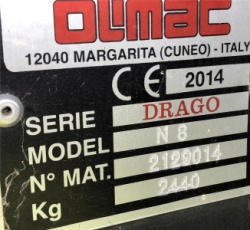 OLIMAC
12040 MARGARITA (CUNEO) - ITALY
CE 2014
SERIE DRAGO
MODEL N 8
N° MAT. 2129014
Kg 2440